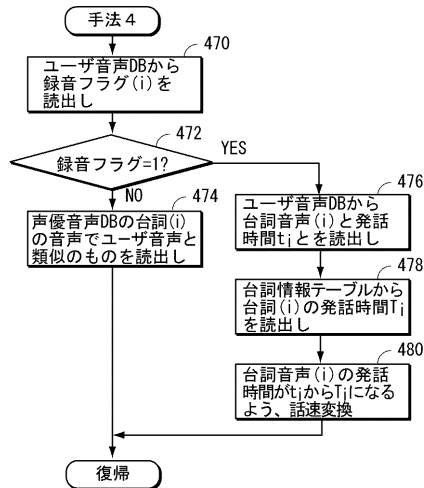 手法4
470
ユーザ音声DBから
録音フラグ(i)を
読出し
472
録音フラグ=1?
YES
NO
474
声優音声DBの台詞(i)
の音声でユーザ音声と
類似のものを読出し
476
ユーザ音声DBから
台詞音声(i)と発話
時間tiとを読出し
478
台詞情報テーブルから
台詞(i)の発話時間Ti
を読出し
480
台詞音声(i)の発話
時間がtiからTiになる
よう、話速変換
復帰